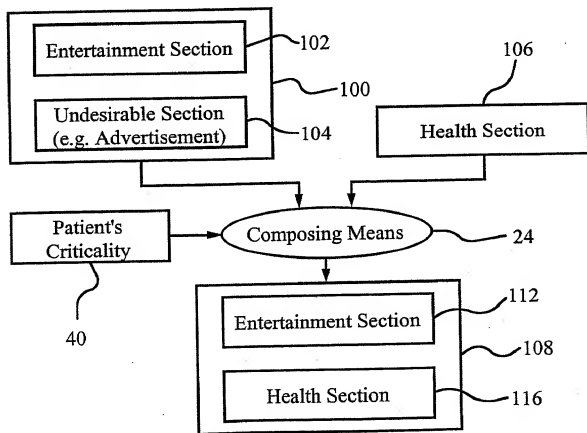 Entertainment Section
102
106
100
Undesirable Section
(e.g. Advertisement)
104
Health Section
Patient's
Criticality
Composing Means
24
40
Entertainment Section
112
108
Health Section
116